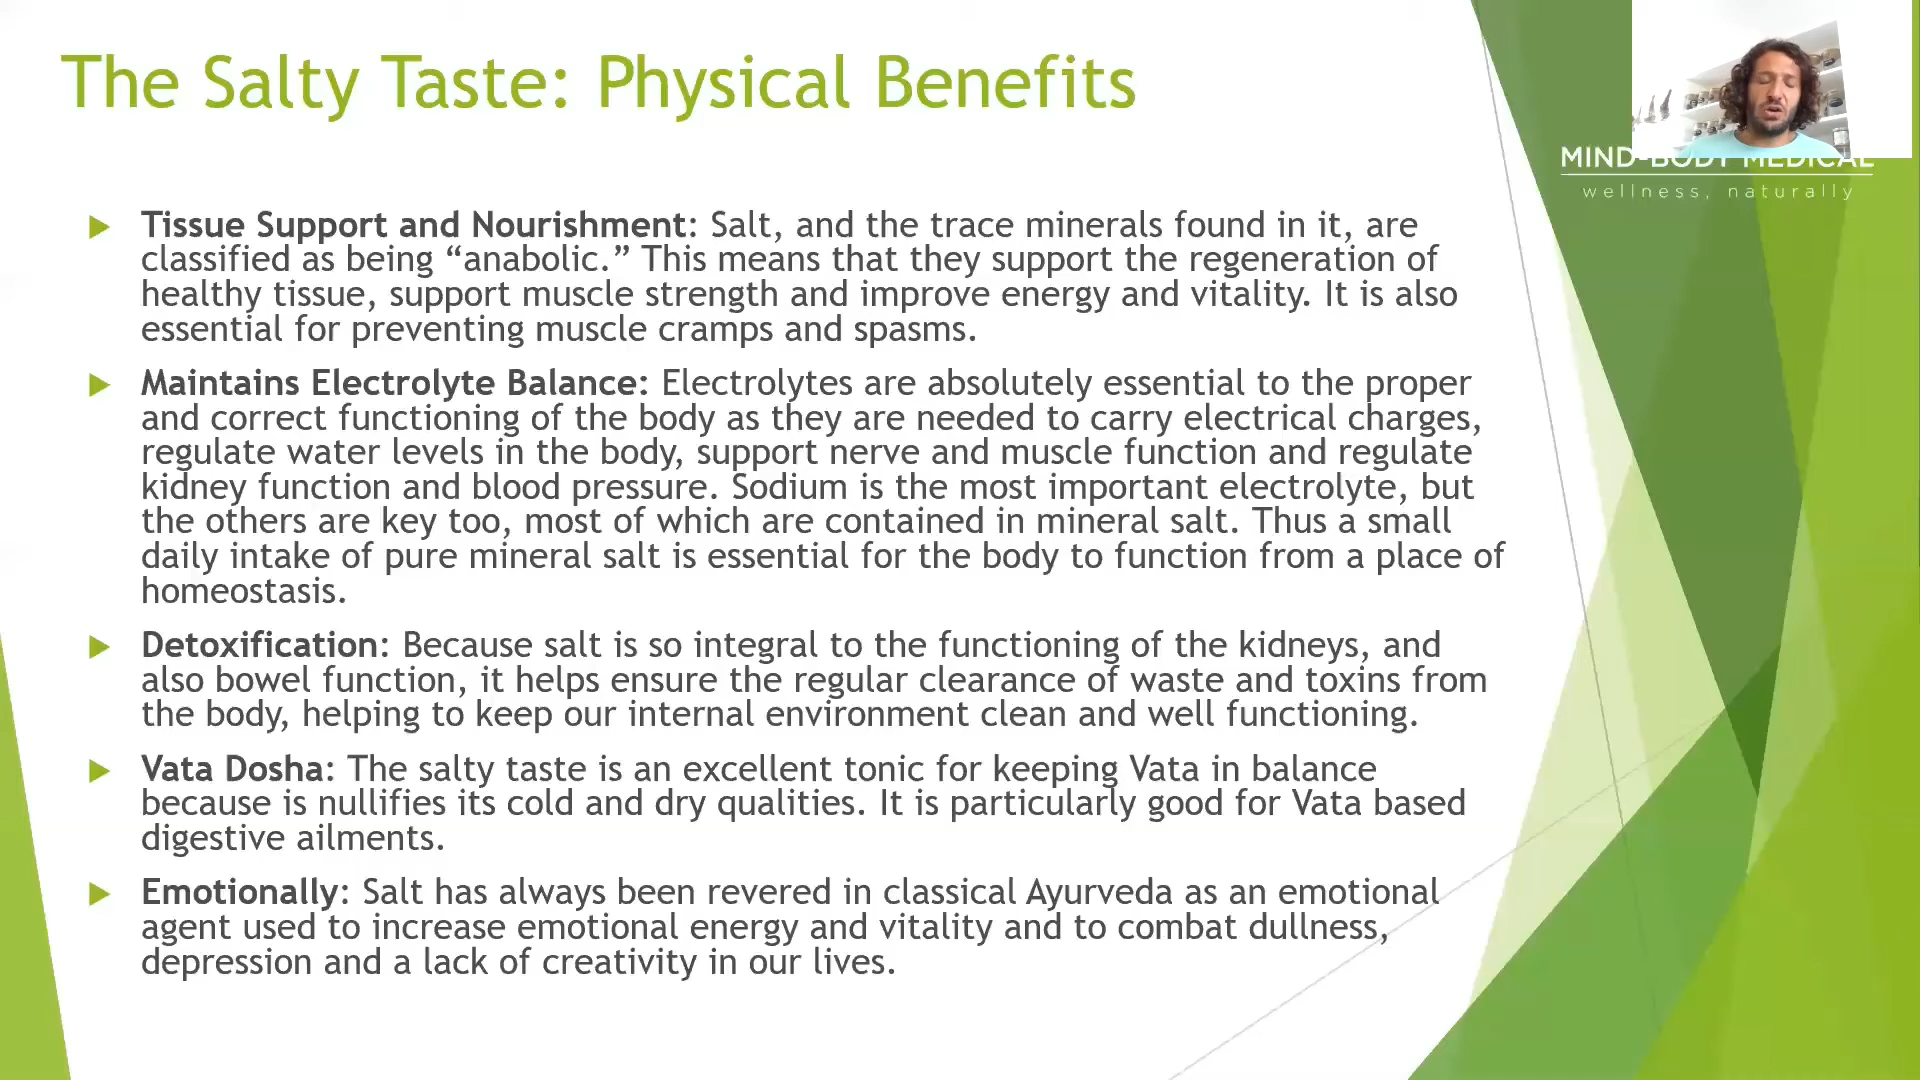 The Salty Taste: Physical Benefits
MIND-BODY MEDICAL
wellness, naturally
Tissue Support and Nourishment: Salt, and the trace minerals found in it, are
classified as being “anabolic.” This means that they support the regeneration of
healthy tissue, support muscle strength and improve energy and vitality. It is also
essential for preventing muscle cramps and spasms.
Maintains Electrolyte Balance: Electrolytes are absolutely essential to the proper
and correct functioning of the body as they are needed to carry electrical charges,
regulate water levels in the body, support nerve and muscle function and regulate
kidney function and blood pressure. Sodium is the most important electrolyte, but
the others are key too, most of which are contained in mineral salt. Thus a small
daily intake of pure mineral salt is essential for the body to function from a place of
homeostasis.
Detoxification: Because salt is so integral to the functioning of the kidneys, and
also bowel function, it helps ensure the regular clearance of waste and toxins from
the body, helping to keep our internal environment clean and well functioning.
Vata Dosha: The salty taste is an excellent tonic for keeping Vata in balance
because is nullifies its cold and dry qualities. It is particularly good for Vata based
digestive ailments.
Emotionally: Salt has always been revered in classical Ayurveda as an emotional
agent used to increase emotional energy and vitality and to combat dullness,
depression and a lack of creativity in our lives.